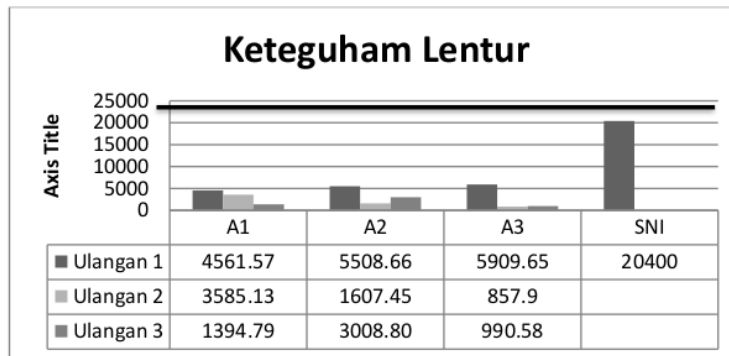 Keteguham Lentur
Axis Title
25000
20000
15000
10000
5000
0
A1 A2 A3 SNI
Ulangan 1 4561.57 5508.66 5909.65 20400
Ulangan 2 3585.13 1607.45 857.9
Ulangan 3 1394.79 3008.80 990.58